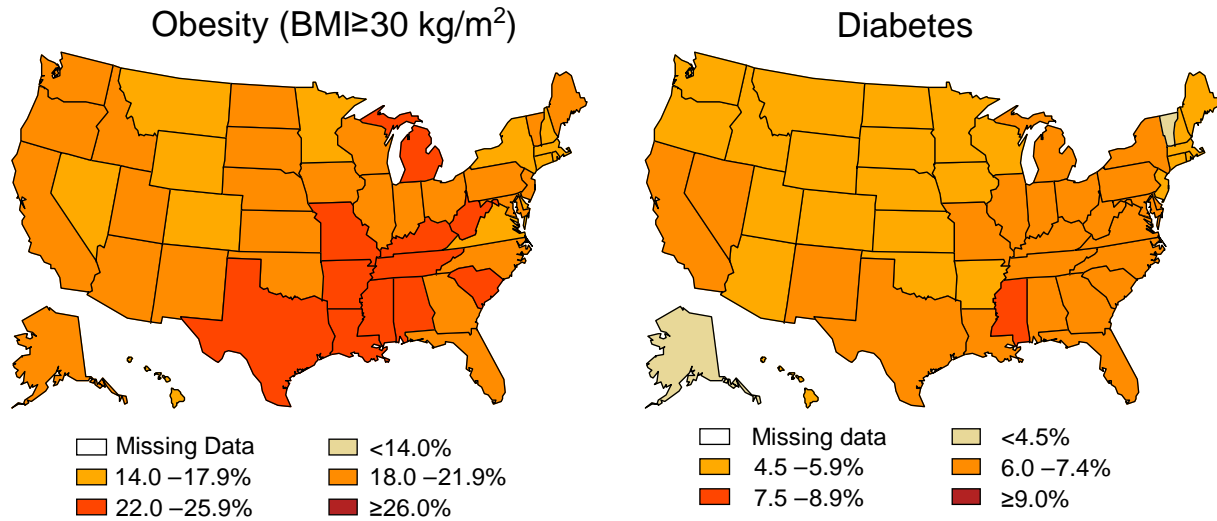 Obesity (BMI≥30 kg/m²)
Diabetes
Missing Data
<14.0%
14.0 –17.9%
18.0 –21.9%
22.0 –25.9%
≥26.0%
Missing data
<4.5%
4.5 –5.9%
6.0 –7.4%
7.5 –8.9%
≥9.0%